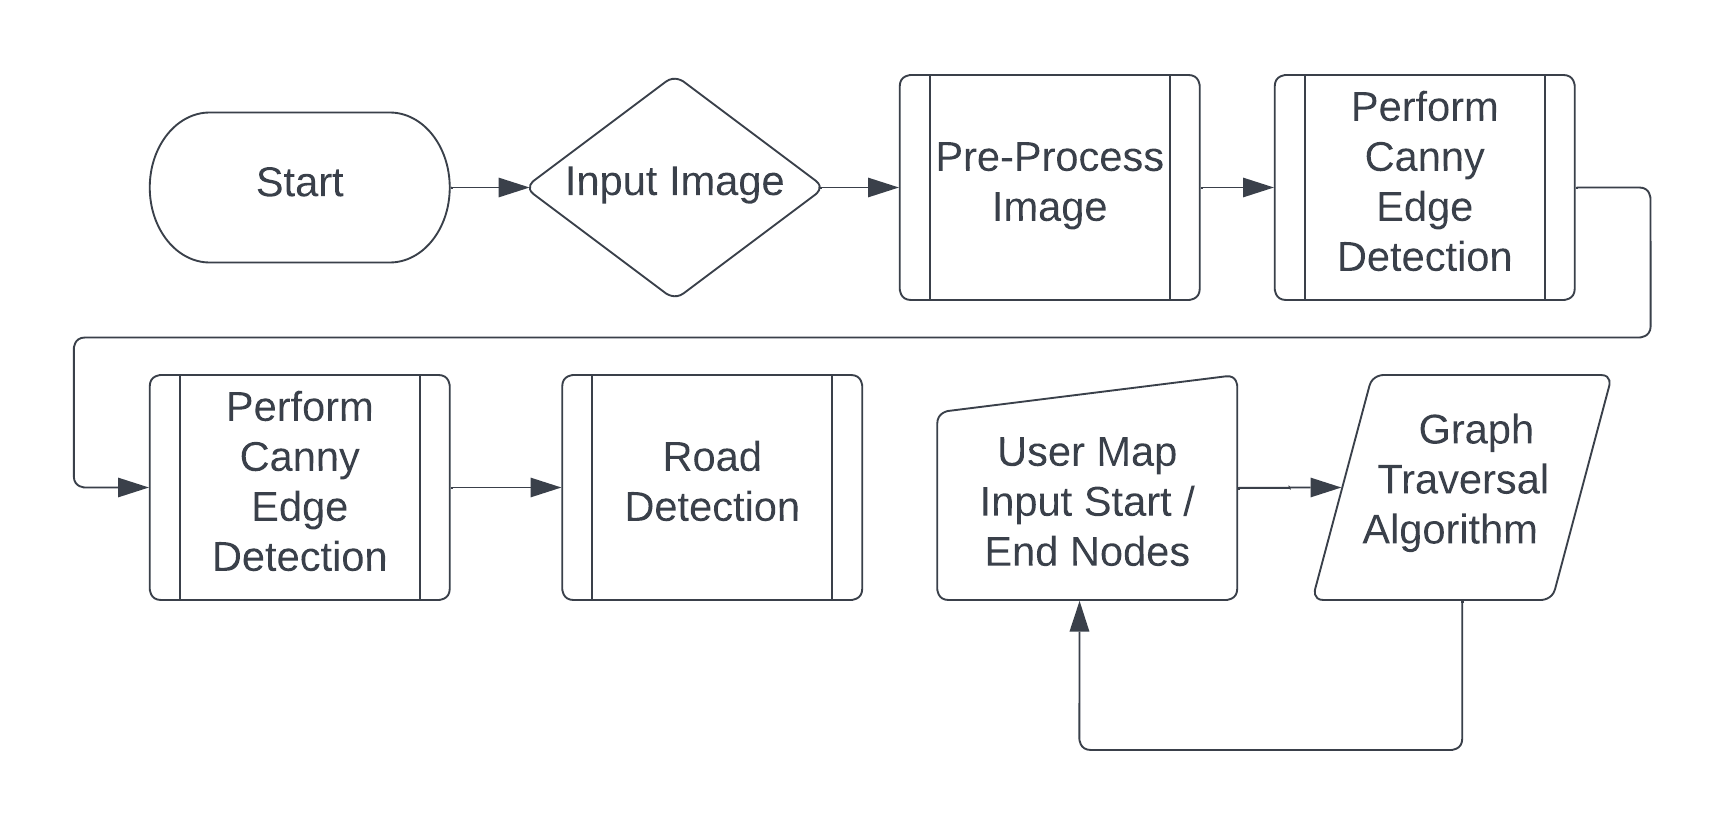 Start
Input Image
Pre-Process
Image
Perform
Canny
Edge
Detection
Perform
Canny
Edge
Detection
Road
Detection
User Map
Input Start /
End Nodes
Graph
Traversal
Algorithm